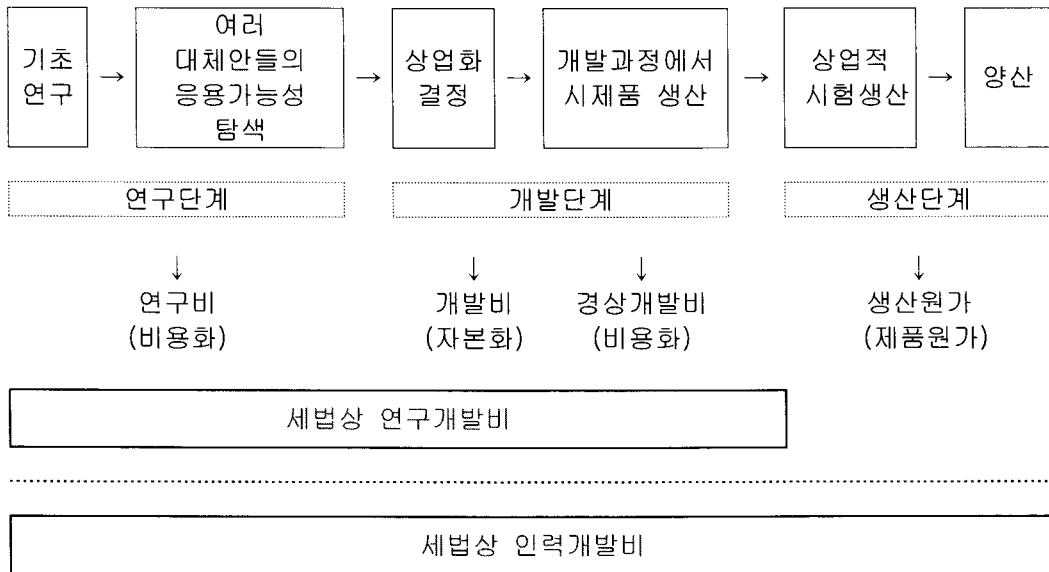 기초
연구
→
여러
대체안들의
응용가능성
탐색
→
상업화
결정
→
개발과정에서
시제품 생산
→
상업적
시험생산
→
양산
연구단계
개발단계
생산단계
↓ ↓ ↓ ↓
연구비
(비용화)
개발비
(자본화)
경상개발비
(비용화)
생산원가
(제품원가)
세법상 연구개발비
세법상 인력개발비